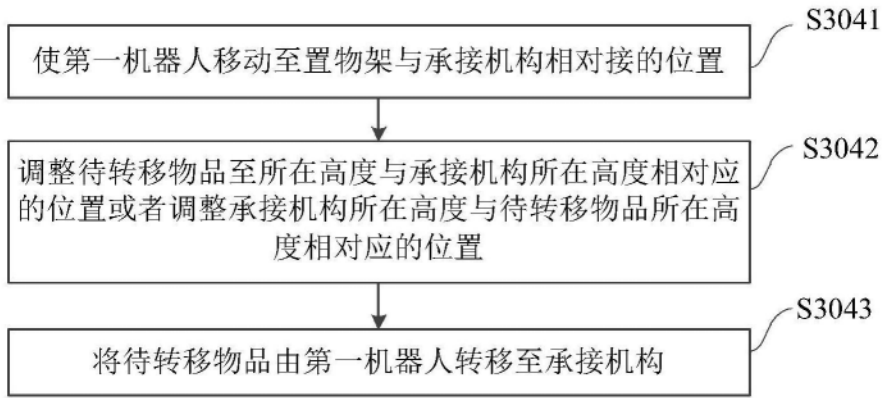 S3041
使第一机器人移动至置物架与承接机构相对接的位置
S3042
调整待转移物品至所在高度与承接机构所在高度相对应
的位置或者调整承接机构所在高度与待转移物品所在高
度相对应的位置
S3043
将待转移物品由第一机器人转移至承接机构